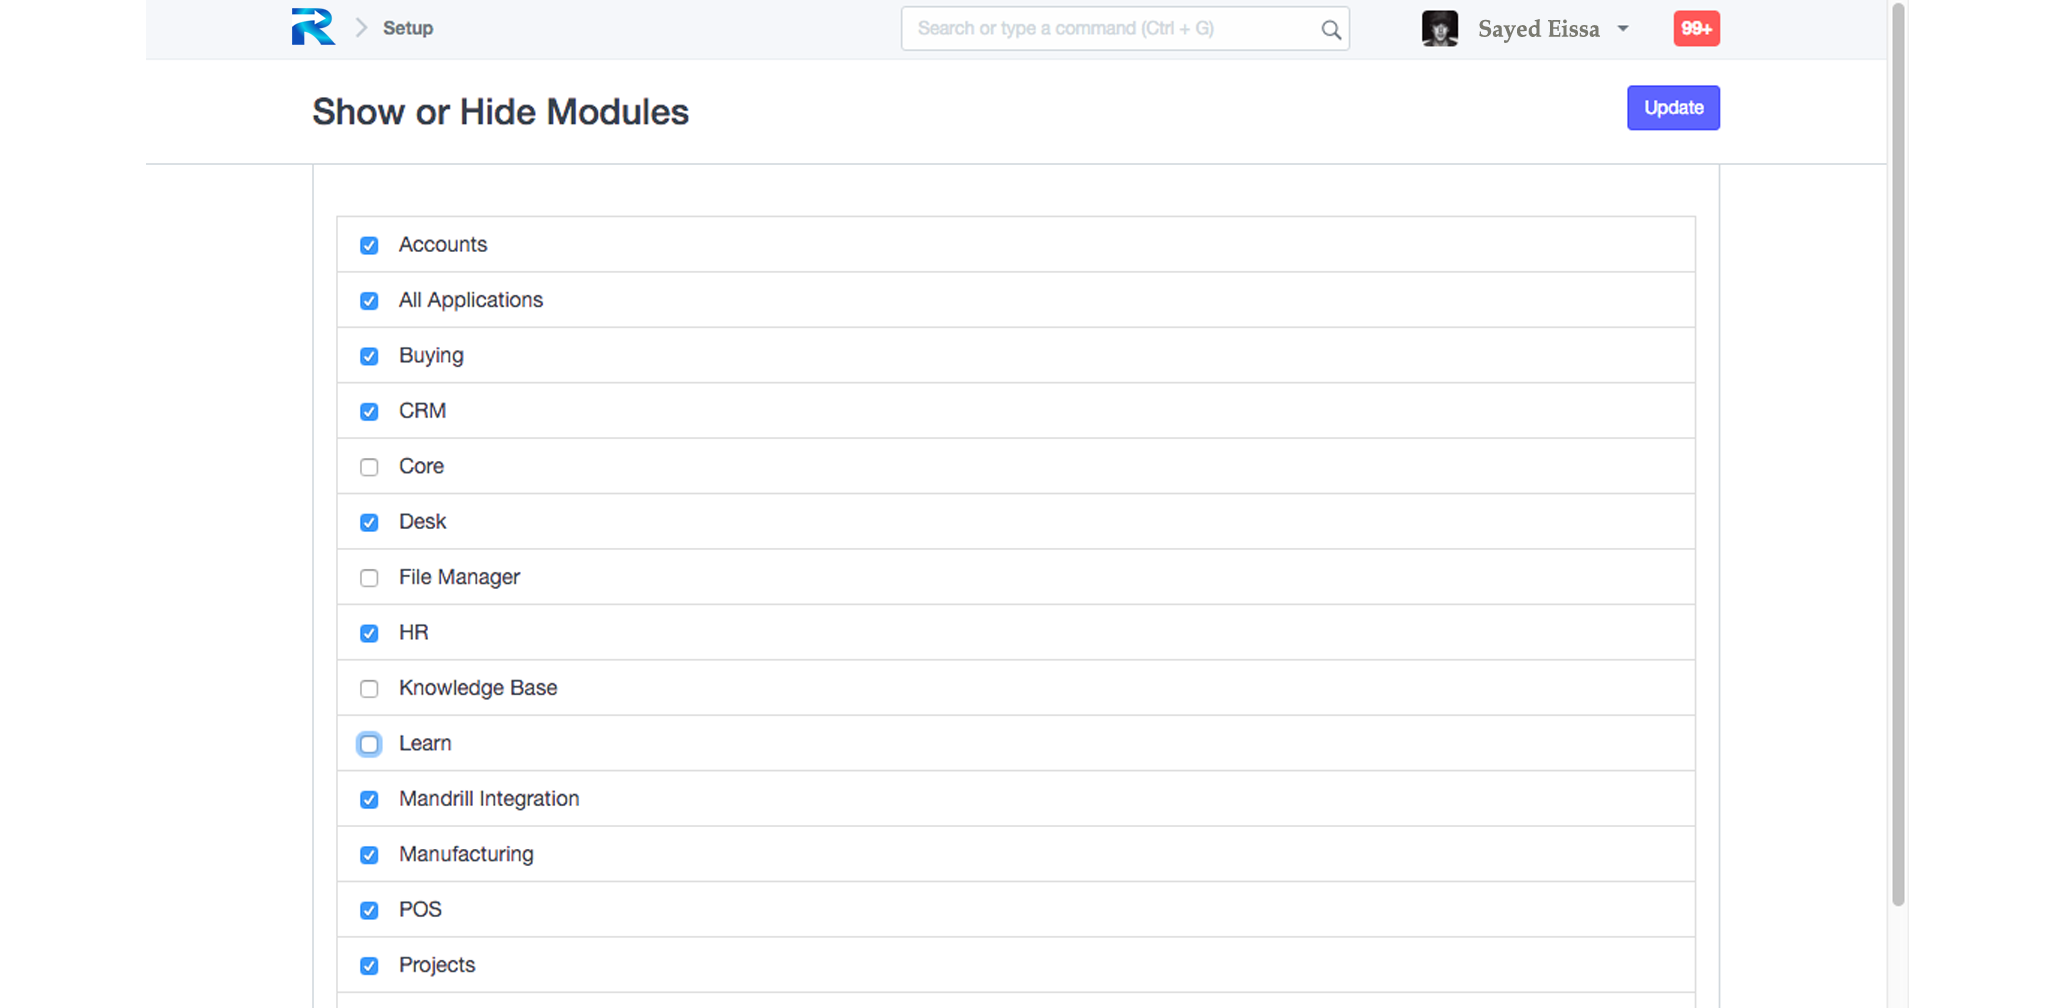 Setup
Search or type a command (Ctrl + G)
Sayed Eissa
99+
Show or Hide Modules
Update
Accounts
All Applications
Buying
CRM
Core
Desk
File Manager
HR
Knowledge Base
Learn
Mandrill Integration
Manufacturing
POS
Projects